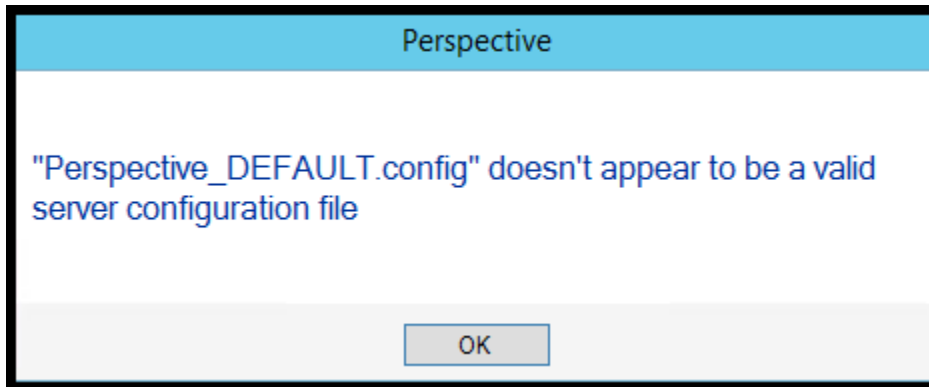 Perspective
"Perspective_DEFAULT.config" doesn't appear to be a valid
server configuration file
OK